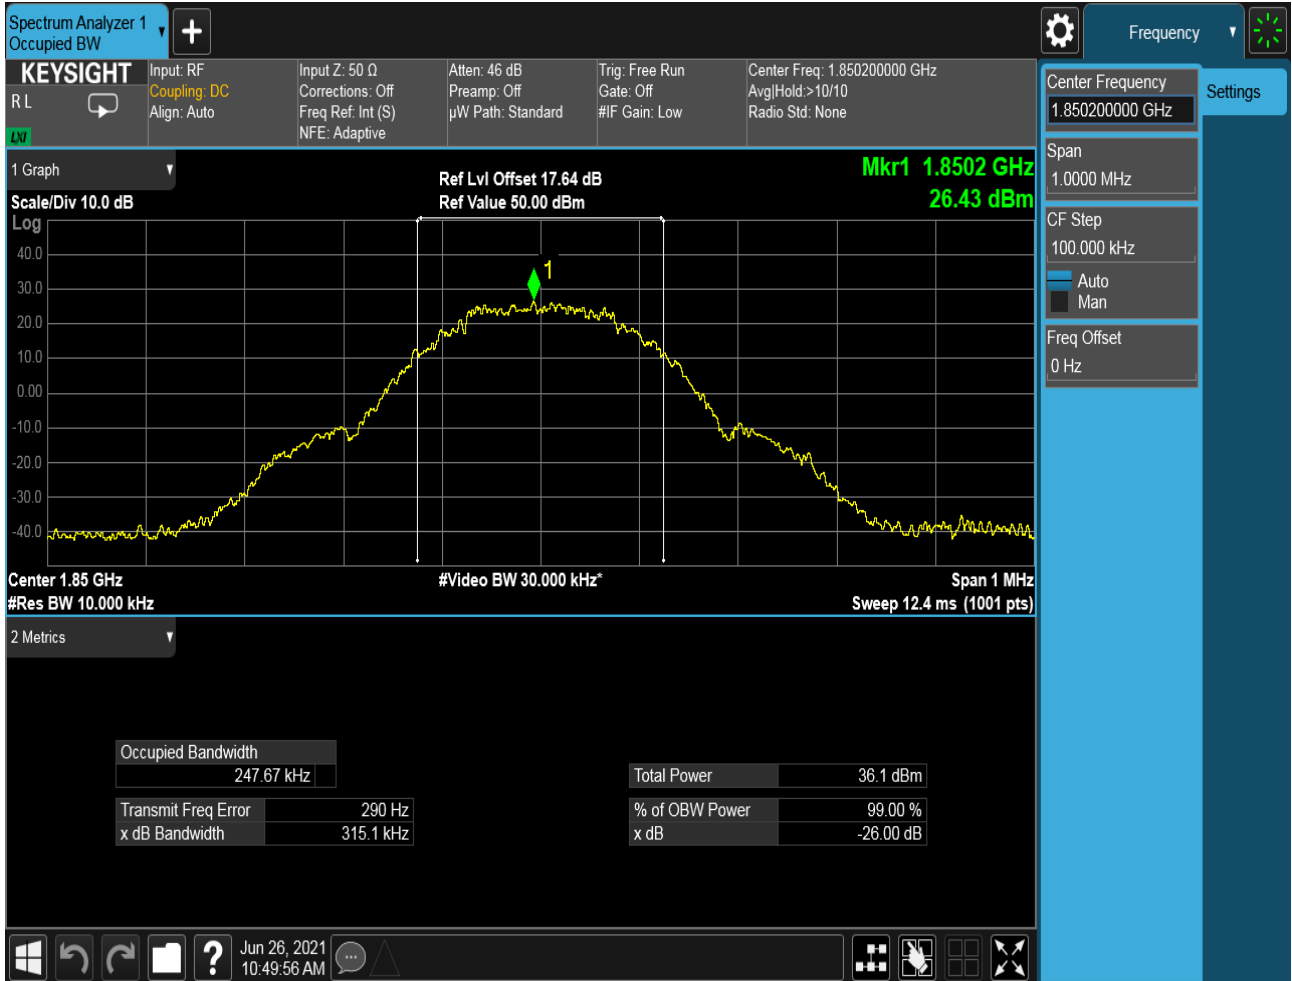 Spectrum Analyzer 1
Occupied BW
+
Frequency
KEYSIGHT
R L
LXI
Input: RF
Coupling: DC
Align: Auto
Input Z: 50 Ω
Corrections: Off
Freq Ref: Int (S)
NFE: Adaptive
Atten: 46 dB
Preamp: Off
µW Path: Standard
Trig: Free Run
Gate: Off
#IF Gain: Low
Center Freq: 1.850200000 GHz
Avg|Hold:>10/10
Radio Std: None
Center Frequency
1.850200000 GHz
Settings
Span
1.0000 MHz
CF Step
100.000 kHz
Auto
Man
Freq Offset
0 Hz
1 Graph
Scale/Div 10.0 dB
Ref Lvl Offset 17.64 dB
Ref Value 50.00 dBm
Mkr1 1.8502 GHz
26.43 dBm
Log
40.0
30.0
20.0
10.0
0.00
-10.0
-20.0
-30.0
-40.0
1
Center 1.85 GHz
#Res BW 10.000 kHz
#Video BW 30.000 kHz*
Span 1 MHz
Sweep 12.4 ms (1001 pts)
2 Metrics
Occupied Bandwidth
247.67 kHz
Total Power 36.1 dBm
Transmit Freq Error 290 Hz
% of OBW Power 99.00 %
x dB Bandwidth 315.1 kHz
x dB -26.00 dB
?
Jun 26, 2021
10:49:56 AM